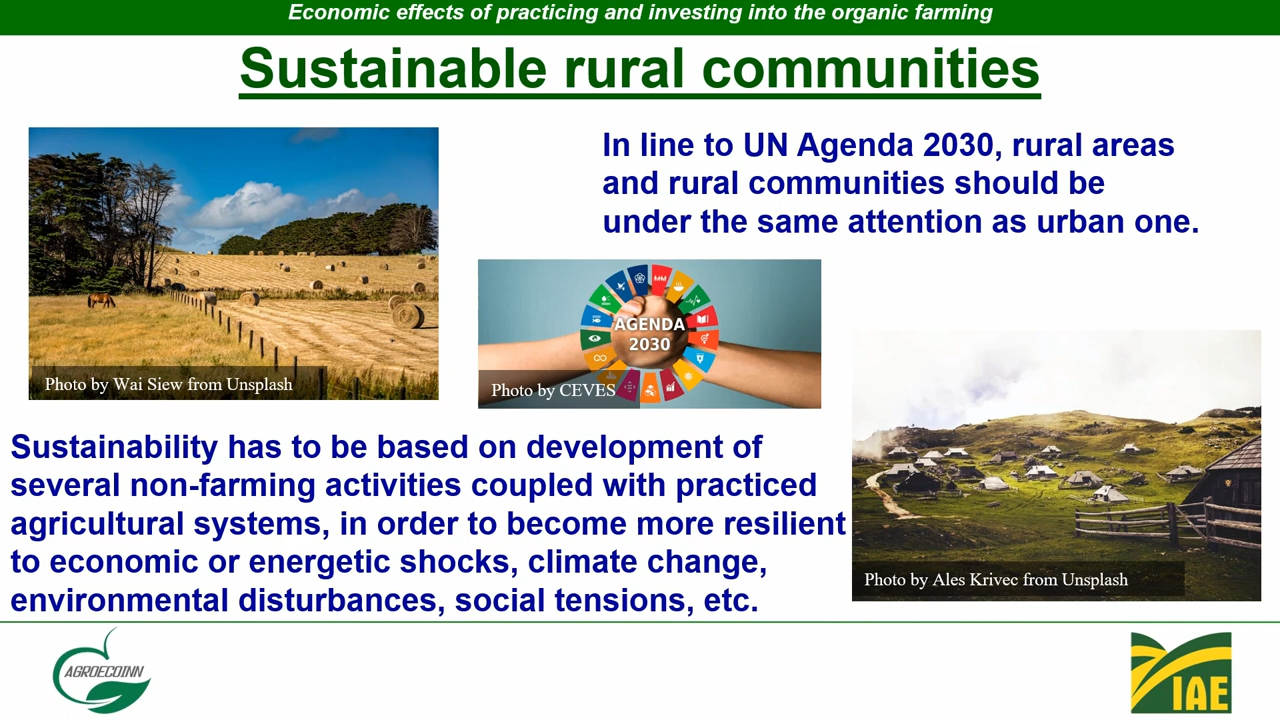 Economic effects of practicing and investing into the organic farming
Sustainable rural communities
In line to UN Agenda 2030, rural areas
and rural communities should be
under the same attention as urban one.
Photo by Wai Siew from Unsplash
AGENDA
2030
Photo by CEVES
Photo by Ales Krivec from Unsplash
Sustainability has to be based on development of
several non-farming activities coupled with practiced
agricultural systems, in order to become more resilient
to economic or energetic shocks, climate change,
environmental disturbances, social tensions, etc.
AGROECOINN
IAE